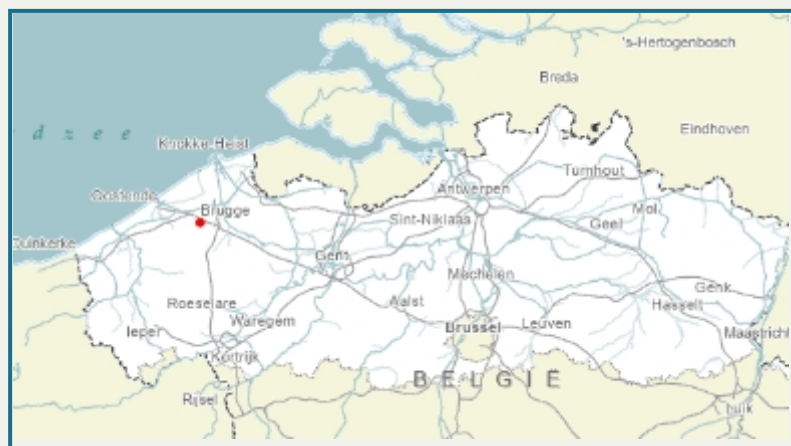 's-Hertogenbosch
Breda
dzee
Eindhoven
Knokke-Heist
Turnhout
Antwerpen
Oostende
Mol
Brugge
Sint-Niklaas
Geel
Duinkerke
Gent
Mechelen
Genk
Roeselare
Aalst
Hasselt
Ieper
Waregem
Brussel
Leuven
Maastricht
Kortrijk
BELGIË
Rijsel
Luik